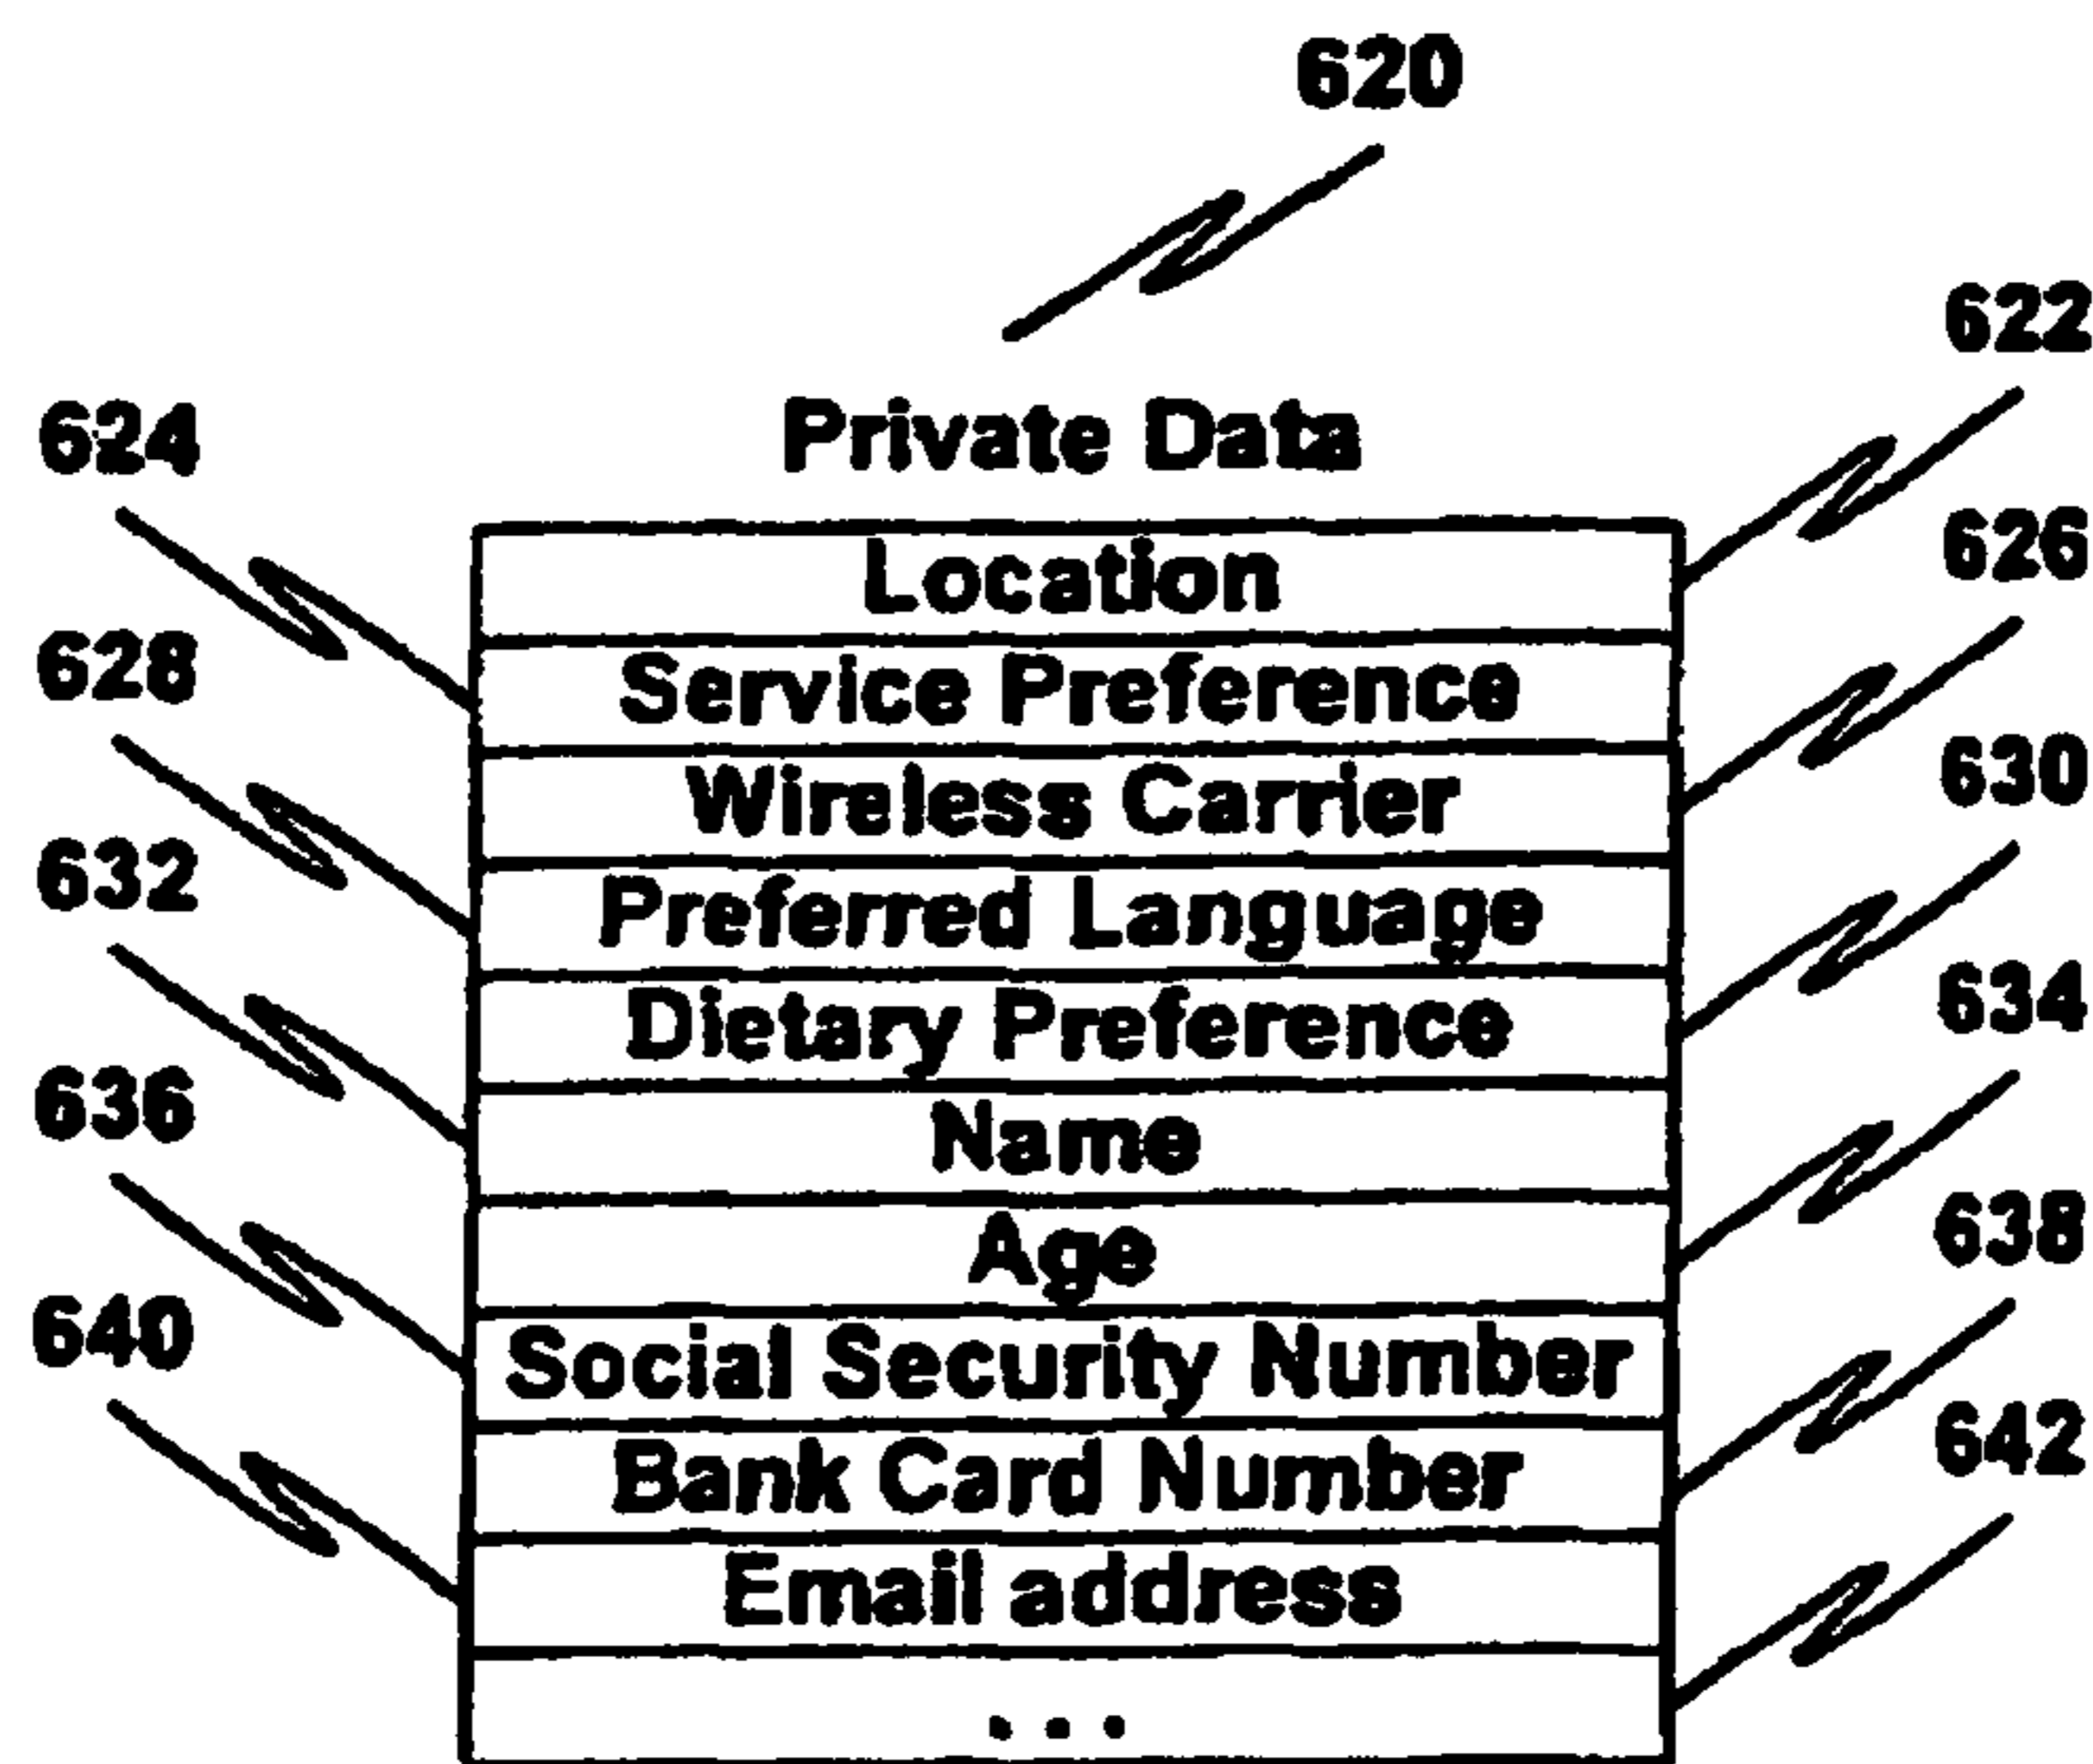 620
622
624
Private Data
626
Location
628
Service Preference
630
Wireless Carrier
632
Preferred Language
634
Dietary Preference
636
Name
638
Age
640
Social Security Number
642
Bank Card Number
Email address
...